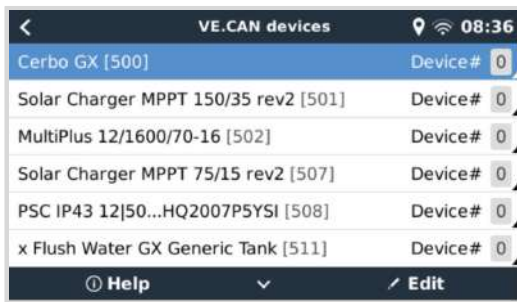 VE.CAN devices 08:36
Cerbo GX [500] Device# 0
Solar Charger MPPT 150/35 rev2 [501] Device# 0
MultiPlus 12/1600/70-16 [502] Device# 0
Solar Charger MPPT 75/15 rev2 [507] Device# 0
PSC IP43 12|50...HQ2007P5YSI [508] Device# 0
x Flush Water GX Generic Tank [511] Device# 0
Help Edit